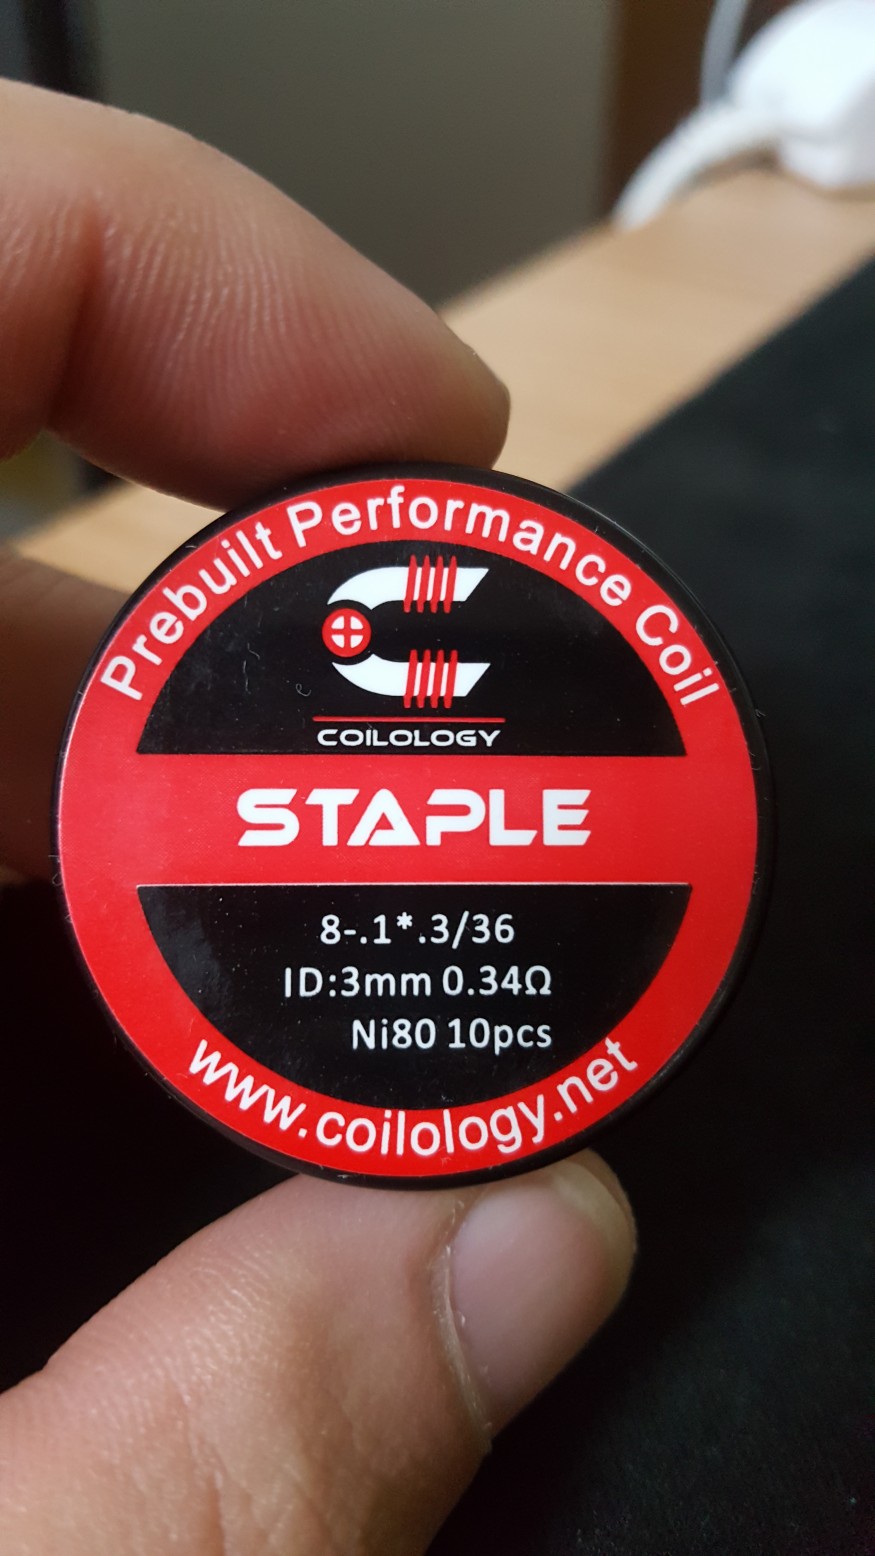 Prebuilt Performance Coil
COILOLOGY
STAPLE
8-.1*.3/36
ID:3mm 0.34Ω
Ni80 10pcs
www.coilology.net